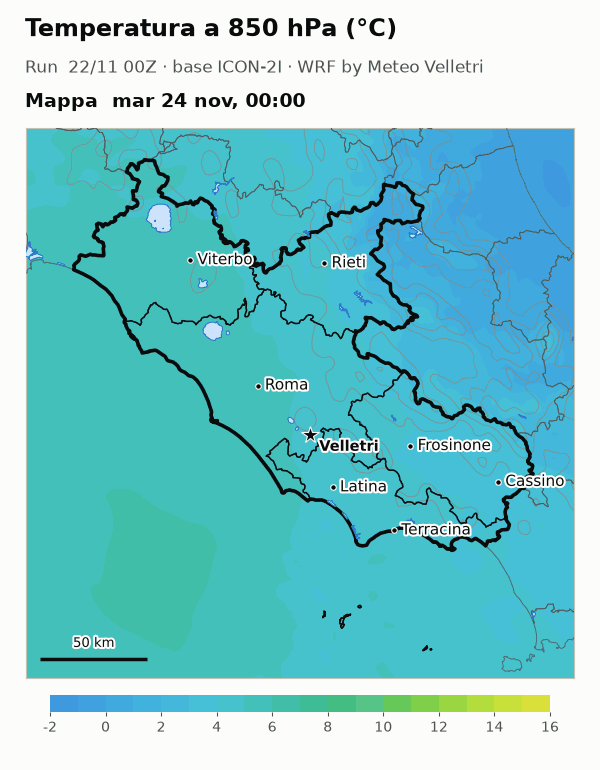 Temperatura a 850 hPa (°C)
Run  22/11 00Z · base ICON-2I · WRF by Meteo Velletri
Mappa  mar 24 nov, 00:00
Viterbo
Rieti
Roma
Velletri
Frosinone
Cassino
Latina
Terracina
50 km
-2 0 2 4 6 8 10 12 14 16